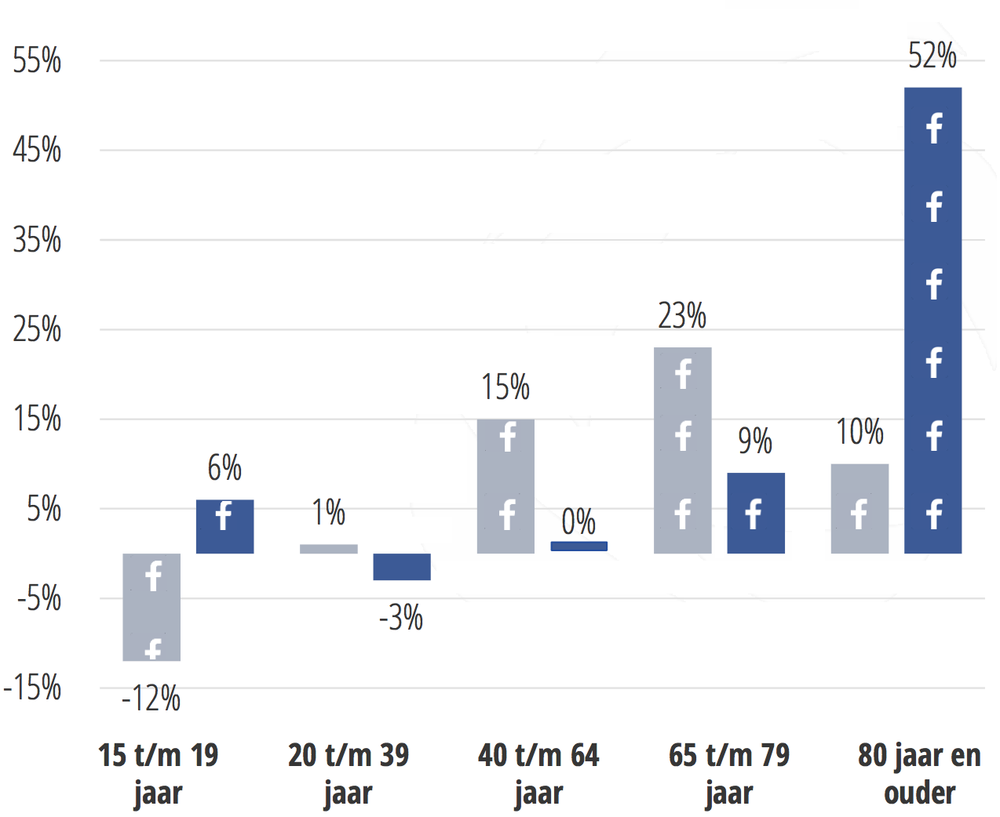 55%
52%
45%
35%
25%
23%
15%
15%
10%
9%
6%
5%
1%
0%
-5%
-3%
-15%
-12%
15 t/m 19
jaar
20 t/m 39
jaar
40 t/m 64
jaar
65 t/m 79
jaar
80 jaar en
ouder